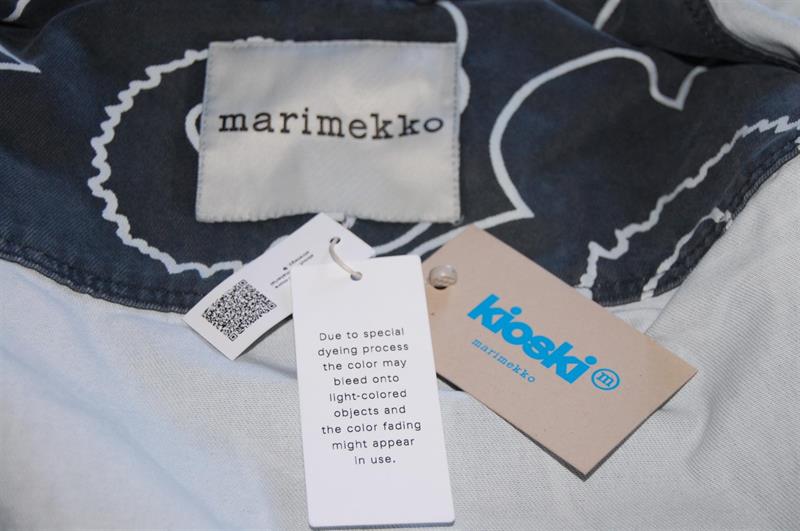 marimekko
Due to special
dyeing process
the color may
bleed onto
light-colored
objects and
the color fading
might appear
in use.
kioski m
marimekko